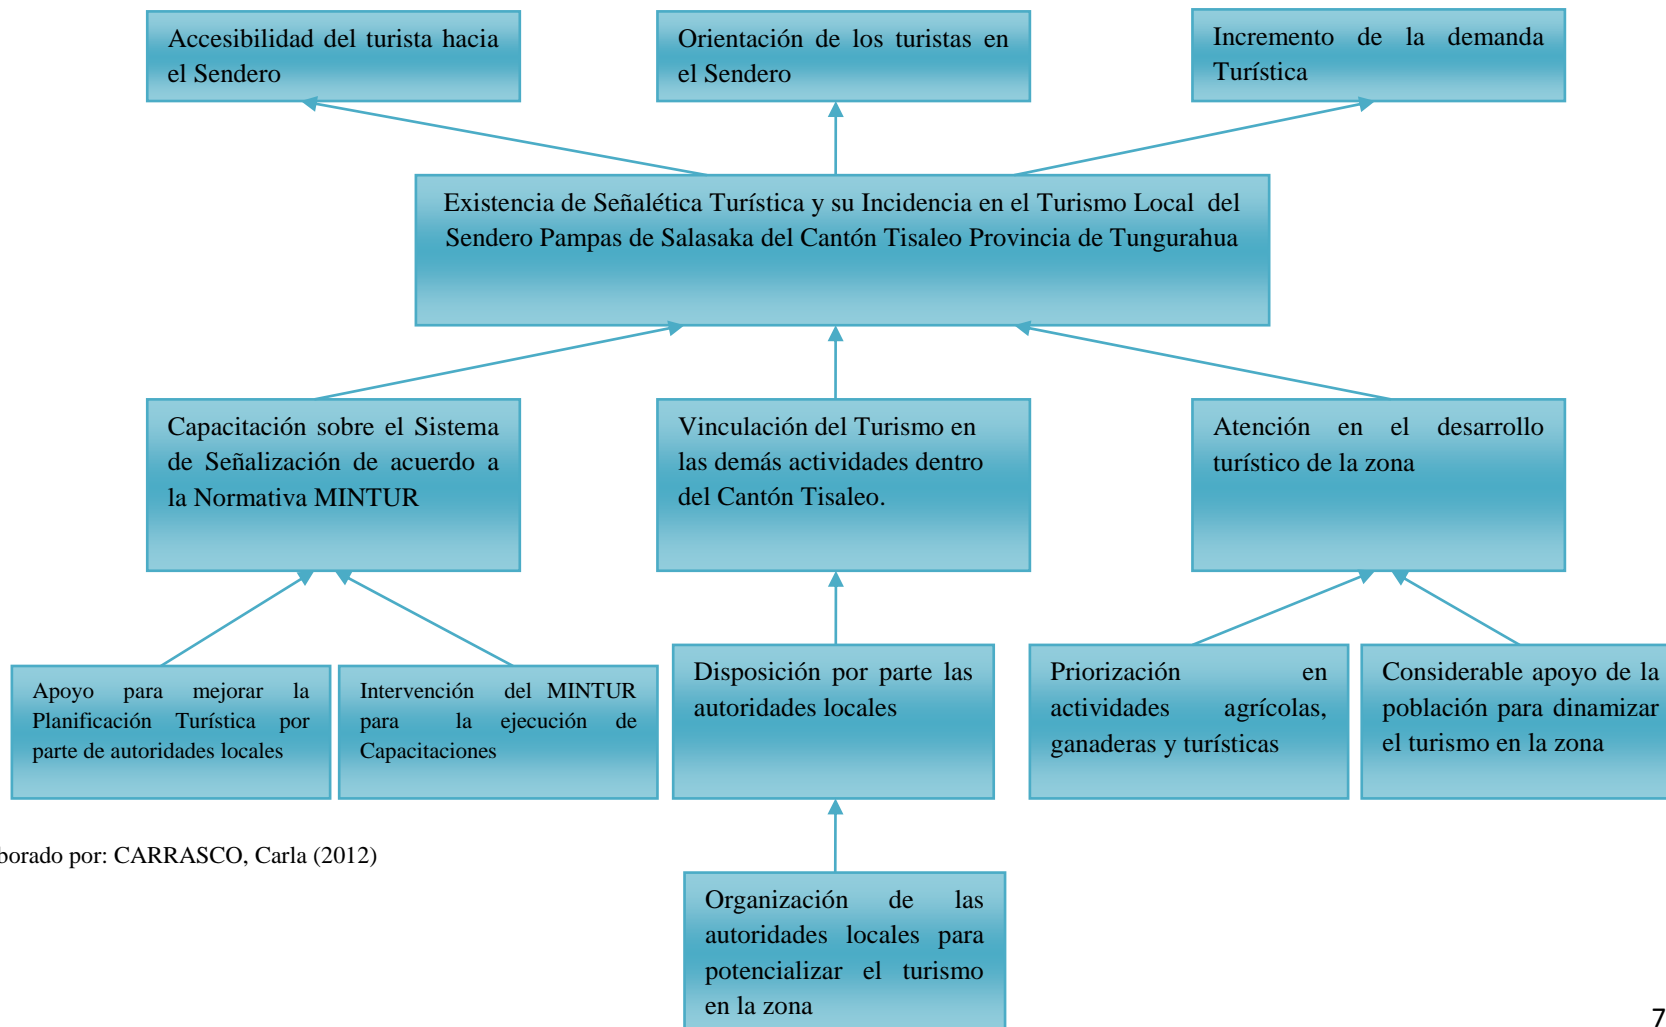 Accesibilidad del turista hacia
el Sendero
Orientación de los turistas en
el Sendero
Incremento de la demanda
Turística
Existencia de Señalética Turística y su Incidencia en el Turismo Local del
Sendero Pampas de Salasaka del Cantón Tisaleo Provincia de Tungurahua
Capacitación sobre el Sistema
de Señalización de acuerdo a
la Normativa MINTUR
Vinculación del Turismo en
las demás actividades dentro
del Cantón Tisaleo.
Atención en el desarrollo
turístico de la zona
Apoyo para mejorar la
Planificación Turística por
parte de autoridades locales
Intervención del MINTUR
para la ejecución de
Capacitaciones
Disposición por parte las
autoridades locales
Priorización en
actividades agrícolas,
ganaderas y turísticas
Considerable apoyo de la
población para dinamizar
el turismo en la zona
borado por: CARRASCO, Carla (2012)
Organización de las
autoridades locales para
potencializar el turismo
en la zona
7